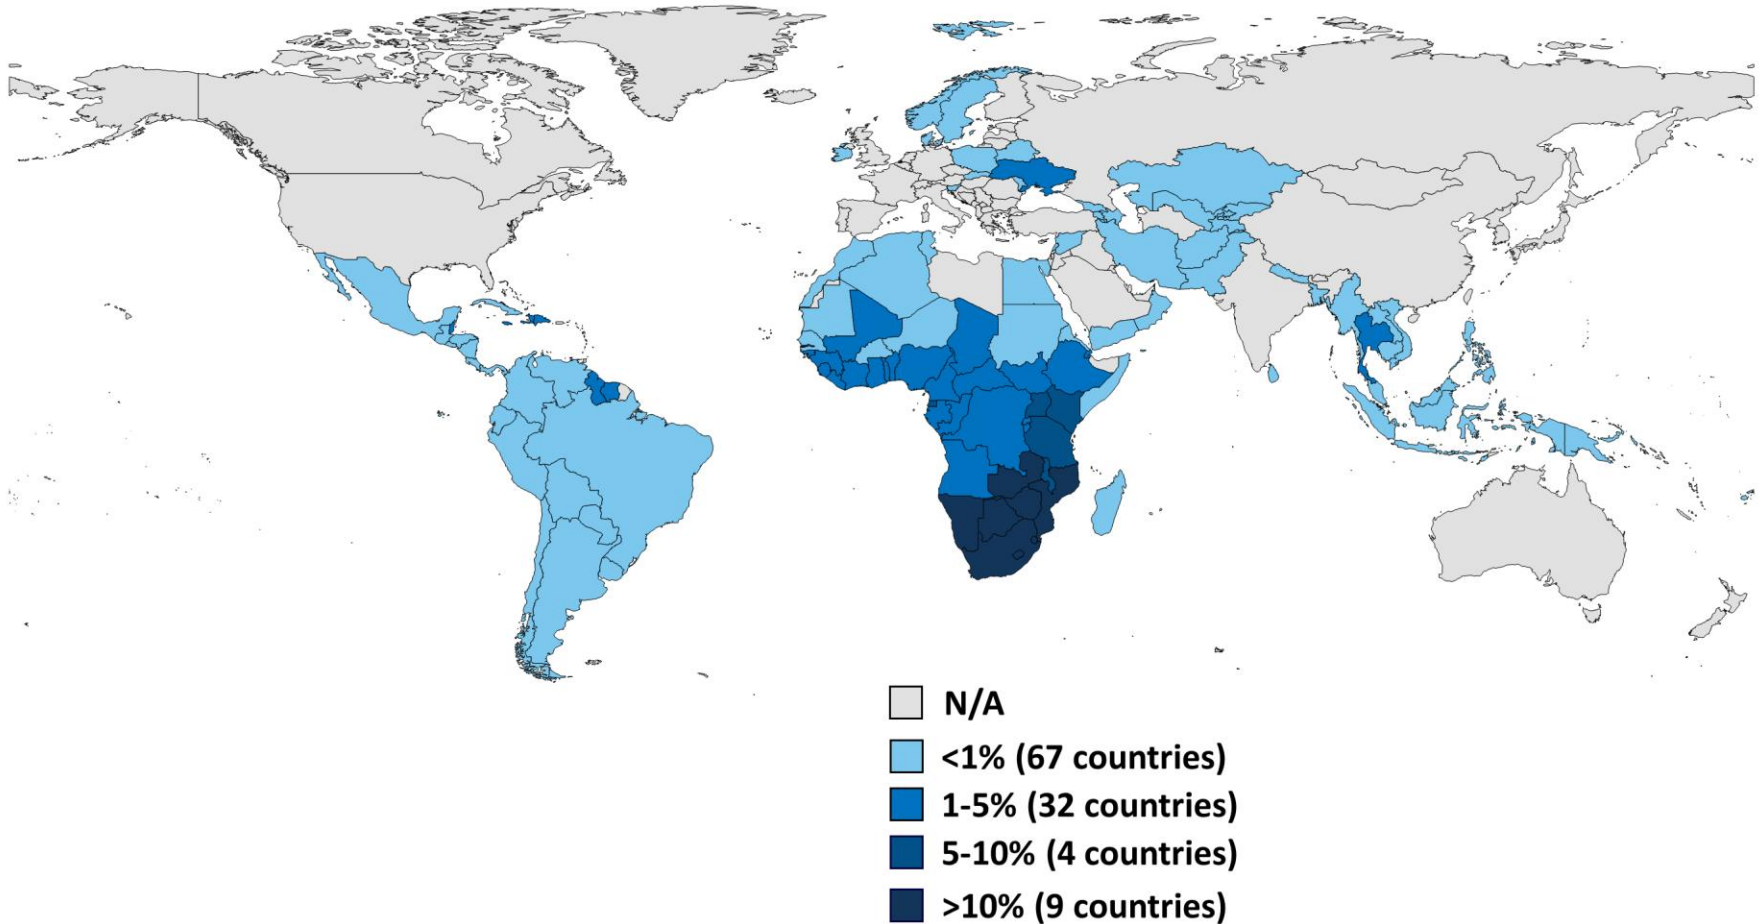 N/A
<1% (67 countries)
1-5% (32 countries)
5-10% (4 countries)
>10% (9 countries)